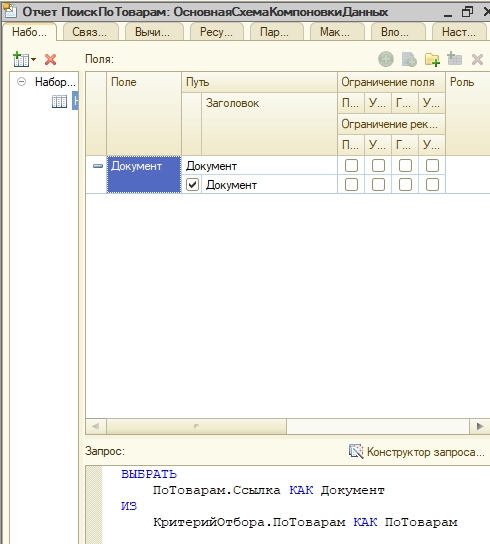 Отчет ПоискПоТоварам: ОсновнаяСхемаКомпоновкиДанных
Набо... Связ... Вычи... Ресу... Пар... Мак... Вло... Наст...
Поля:
Набор...
Поле Путь Ограничение поля Роль
Заголовок П... У... Г... У...
Ограничение рек...
П... У... Г... У...
Документ Документ
Документ
Запрос: Конструктор запроса...
ВЫБРАТЬ
ПоТоварам.Ссылка КАК Документ
ИЗ
КритерийОтбора.ПоТоварам КАК ПоТоварам